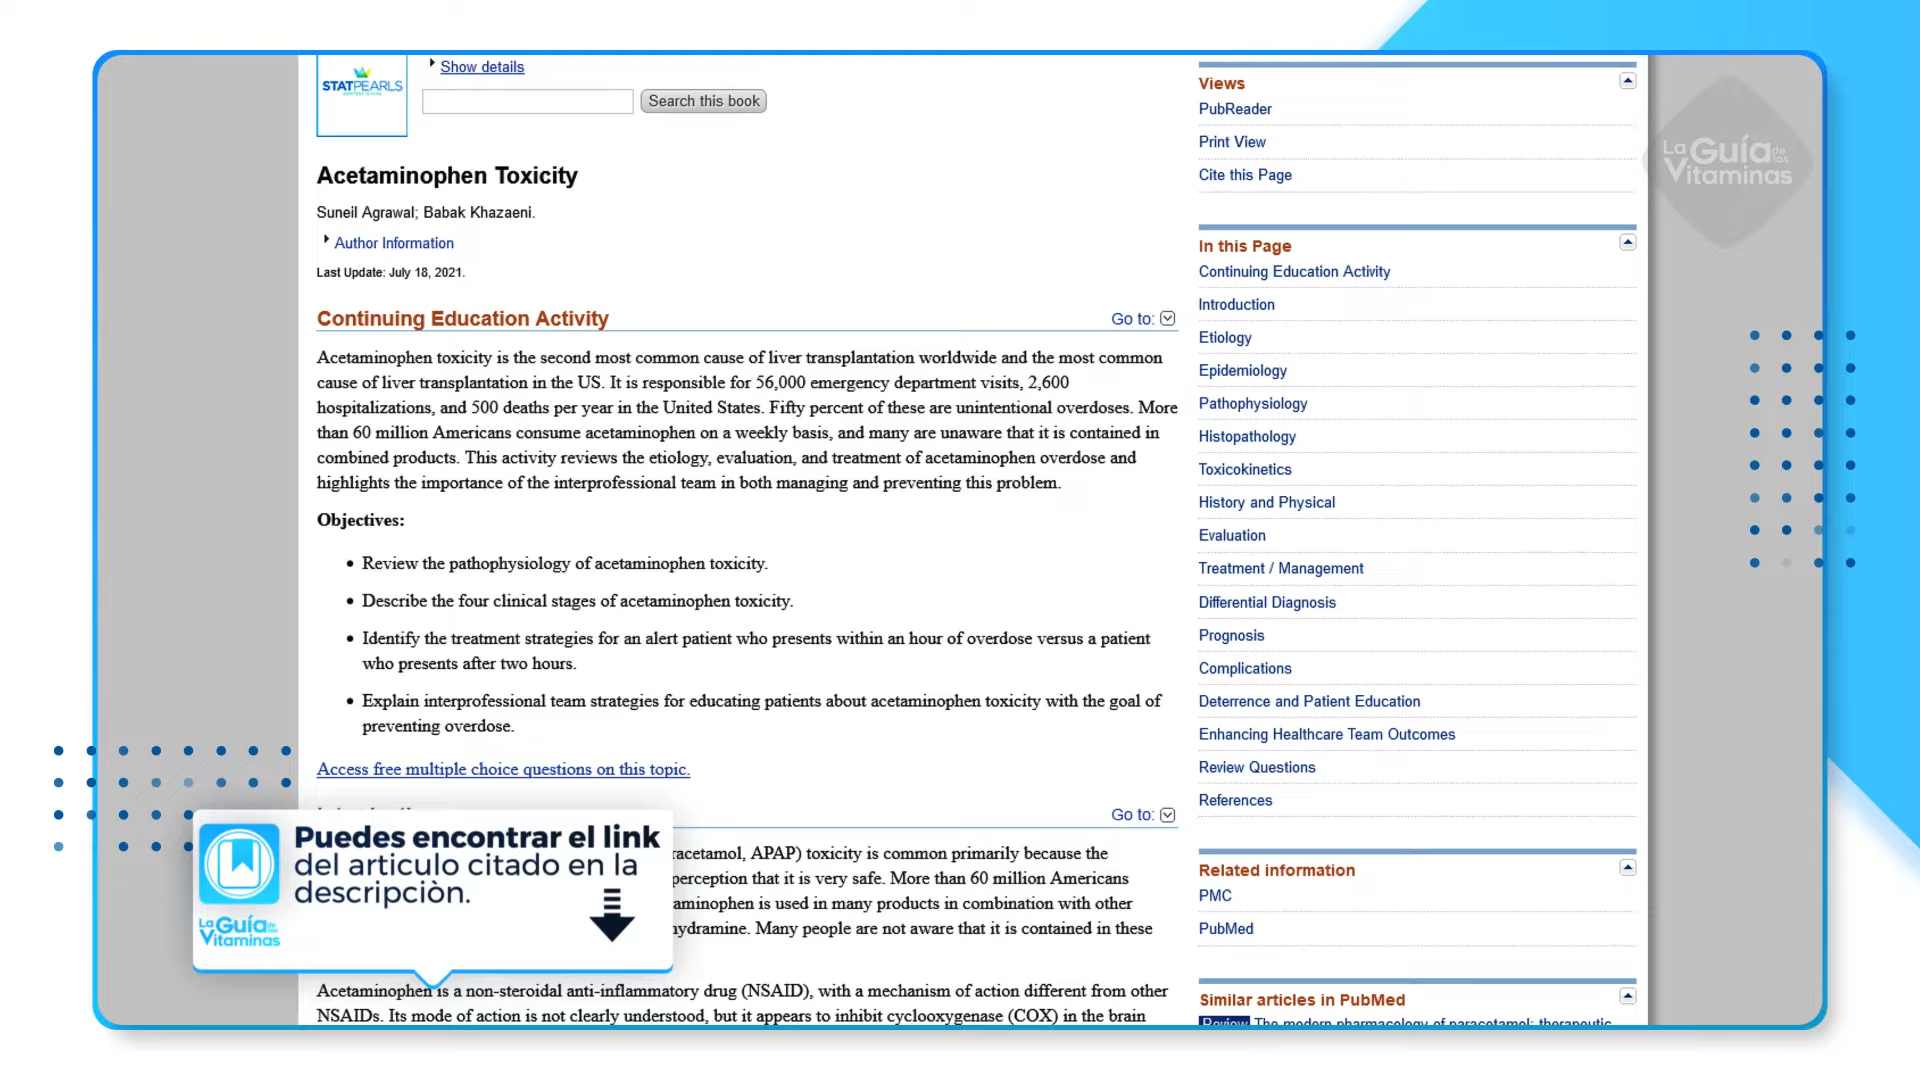 STATPEARLS
Show details
Search this book
Acetaminophen Toxicity
Suneil Agrawal; Babak Khazaeni.
Author Information
Last Update: July 18, 2021.
Continuing Education Activity
Go to:
Acetaminophen toxicity is the second most common cause of liver transplantation worldwide and the most common
cause of liver transplantation in the US. It is responsible for 56,000 emergency department visits, 2,600
hospitalizations, and 500 deaths per year in the United States. Fifty percent of these are unintentional overdoses. More
than 60 million Americans consume acetaminophen on a weekly basis, and many are unaware that it is contained in
combined products. This activity reviews the etiology, evaluation, and treatment of acetaminophen overdose and
highlights the importance of the interprofessional team in both managing and preventing this problem.
Objectives:
• Review the pathophysiology of acetaminophen toxicity.
• Describe the four clinical stages of acetaminophen toxicity.
• Identify the treatment strategies for an alert patient who presents within an hour of overdose versus a patient
who presents after two hours.
• Explain interprofessional team strategies for educating patients about acetaminophen toxicity with the goal of
preventing overdose.
Access free multiple choice questions on this topic.
Go to:
racetamol, APAP) toxicity is common primarily because the
perception that it is very safe. More than 60 million Americans
aminophen is used in many products in combination with other
hydramine. Many people are not aware that it is contained in these
Acetaminophen is a non-steroidal anti-inflammatory drug (NSAID), with a mechanism of action different from other
NSAIDs. Its mode of action is not clearly understood, but it appears to inhibit cyclooxygenase (COX) in the brain
Puedes encontrar el link
del articulo citado en la
descripciòn.
La Guía de las
Vitaminas
Views
PubReader
Print View
Cite this Page
In this Page
Continuing Education Activity
Introduction
Etiology
Epidemiology
Pathophysiology
Histopathology
Toxicokinetics
History and Physical
Evaluation
Treatment / Management
Differential Diagnosis
Prognosis
Complications
Deterrence and Patient Education
Enhancing Healthcare Team Outcomes
Review Questions
References
Related information
PMC
PubMed
Similar articles in PubMed
Review The modern pharmacology of paracetamol: therapeutic
La Guía de las
Vitaminas